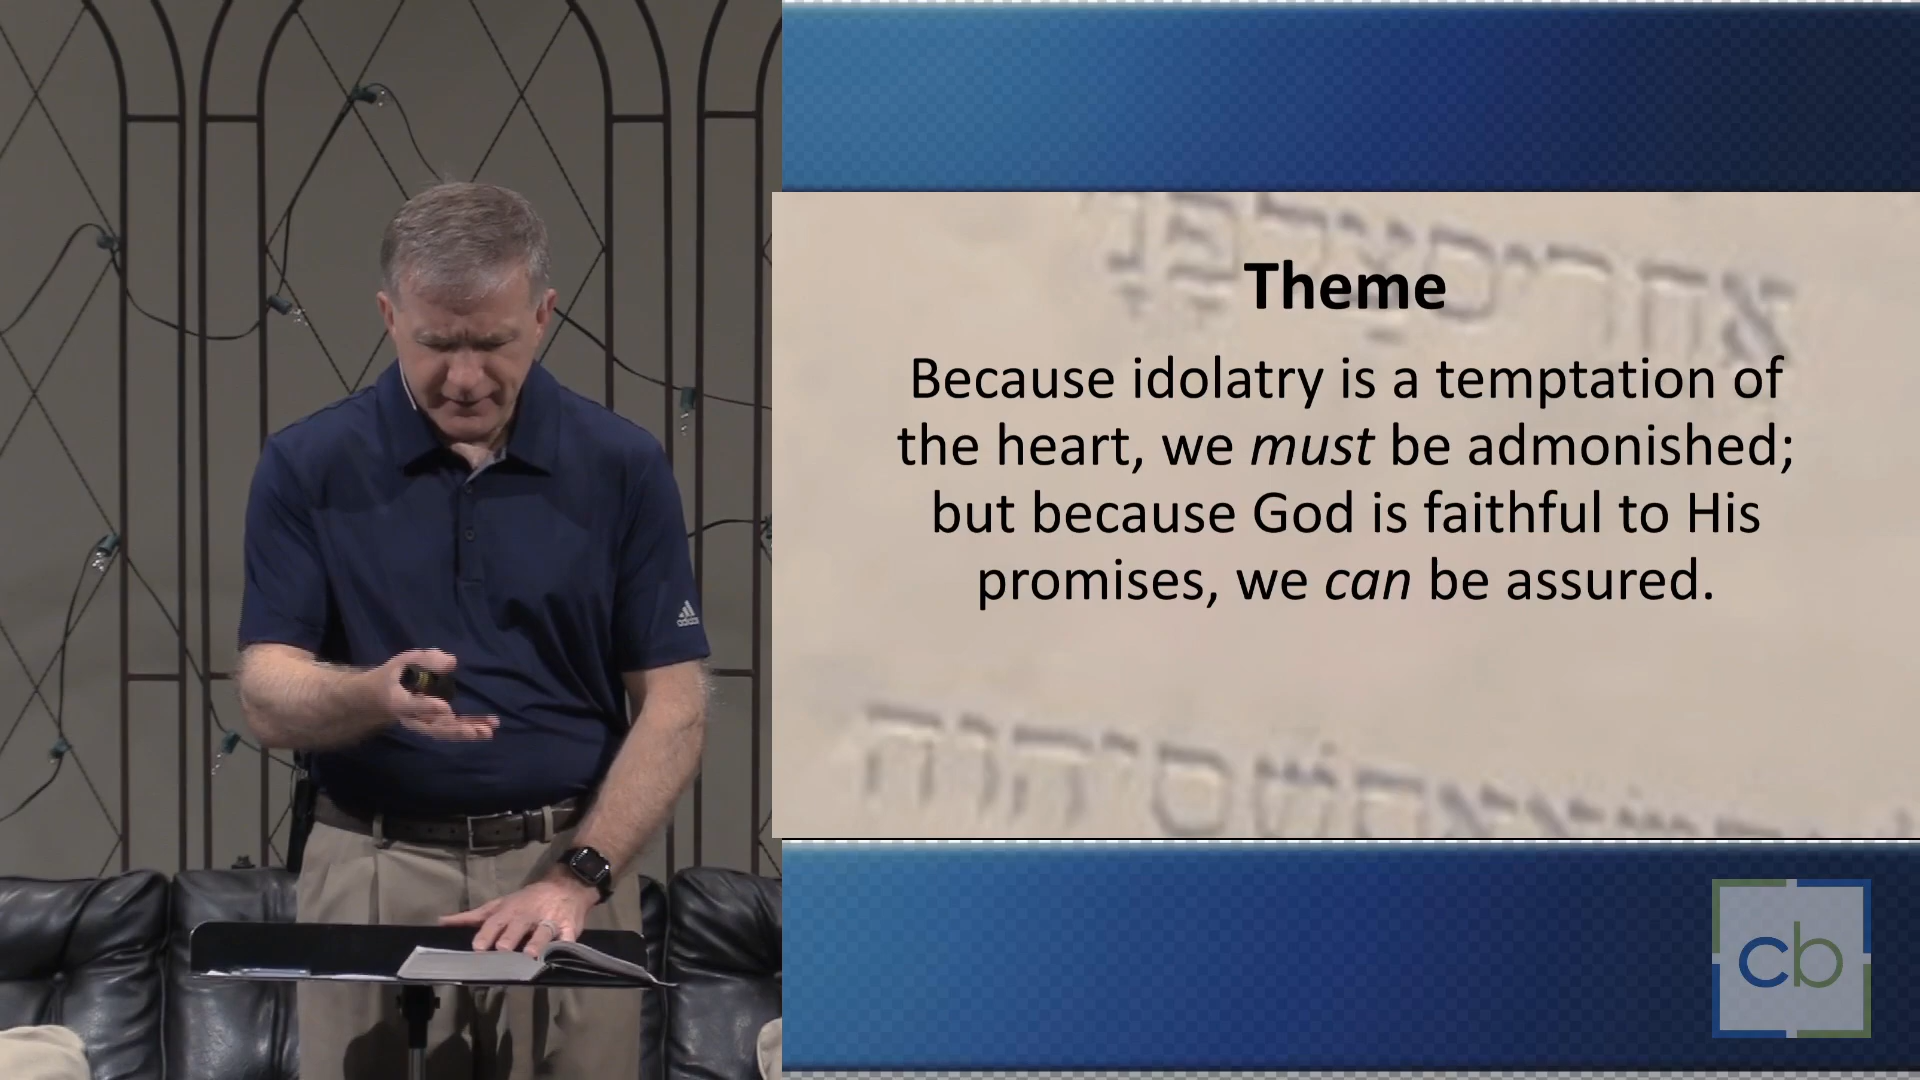 Theme
Because idolatry is a temptation of
the heart, we must be admonished;
but because God is faithful to His
promises, we can be assured.
adidas
cb